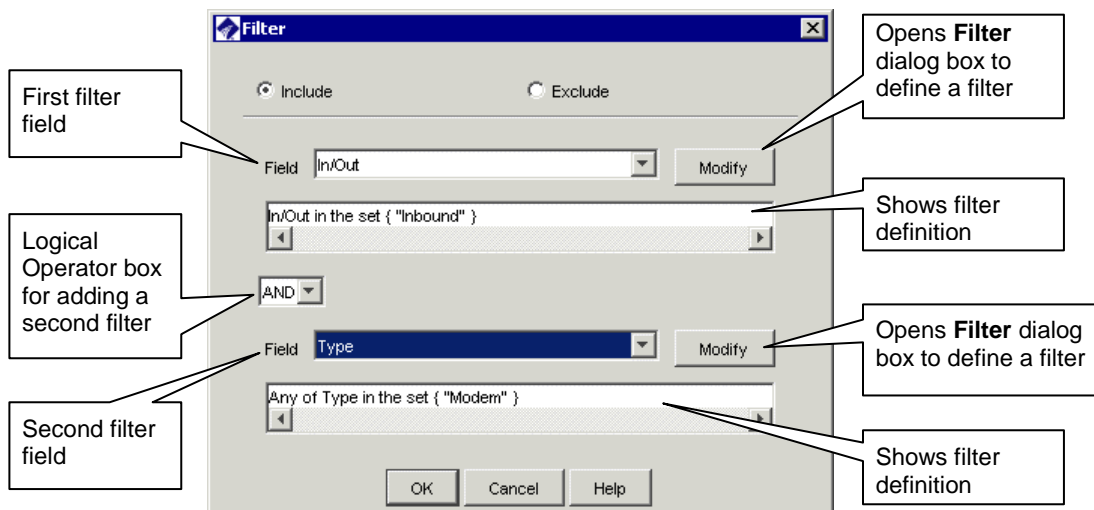 Filter
Include
Exclude
Field
In/Out
Modify
In/Out in the set { "Inbound" }
AND
Field
Type
Modify
Any of Type in the set { "Modem" }
OK
Cancel
Help
First filter
field
Logical
Operator box
for adding a
second filter
Second filter
field
Opens Filter
dialog box to
define a filter
Shows filter
definition
Opens Filter dialog
box to define a filter
Shows filter
definition